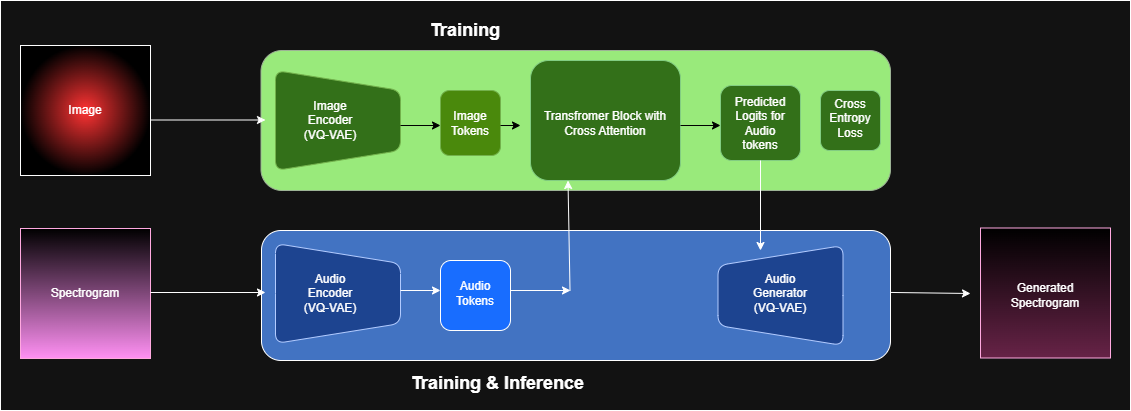 Training
Image
Image
Encoder
(VQ-VAE)
Image
Tokens
Transfromer Block with
Cross Attention
Predicted
Logits for
Audio
tokens
Cross
Entropy
Loss
Spectrogram
Audio
Encoder
(VQ-VAE)
Audio
Tokens
Audio
Generator
(VQ-VAE)
Generated
Spectrogram
Training & Inference